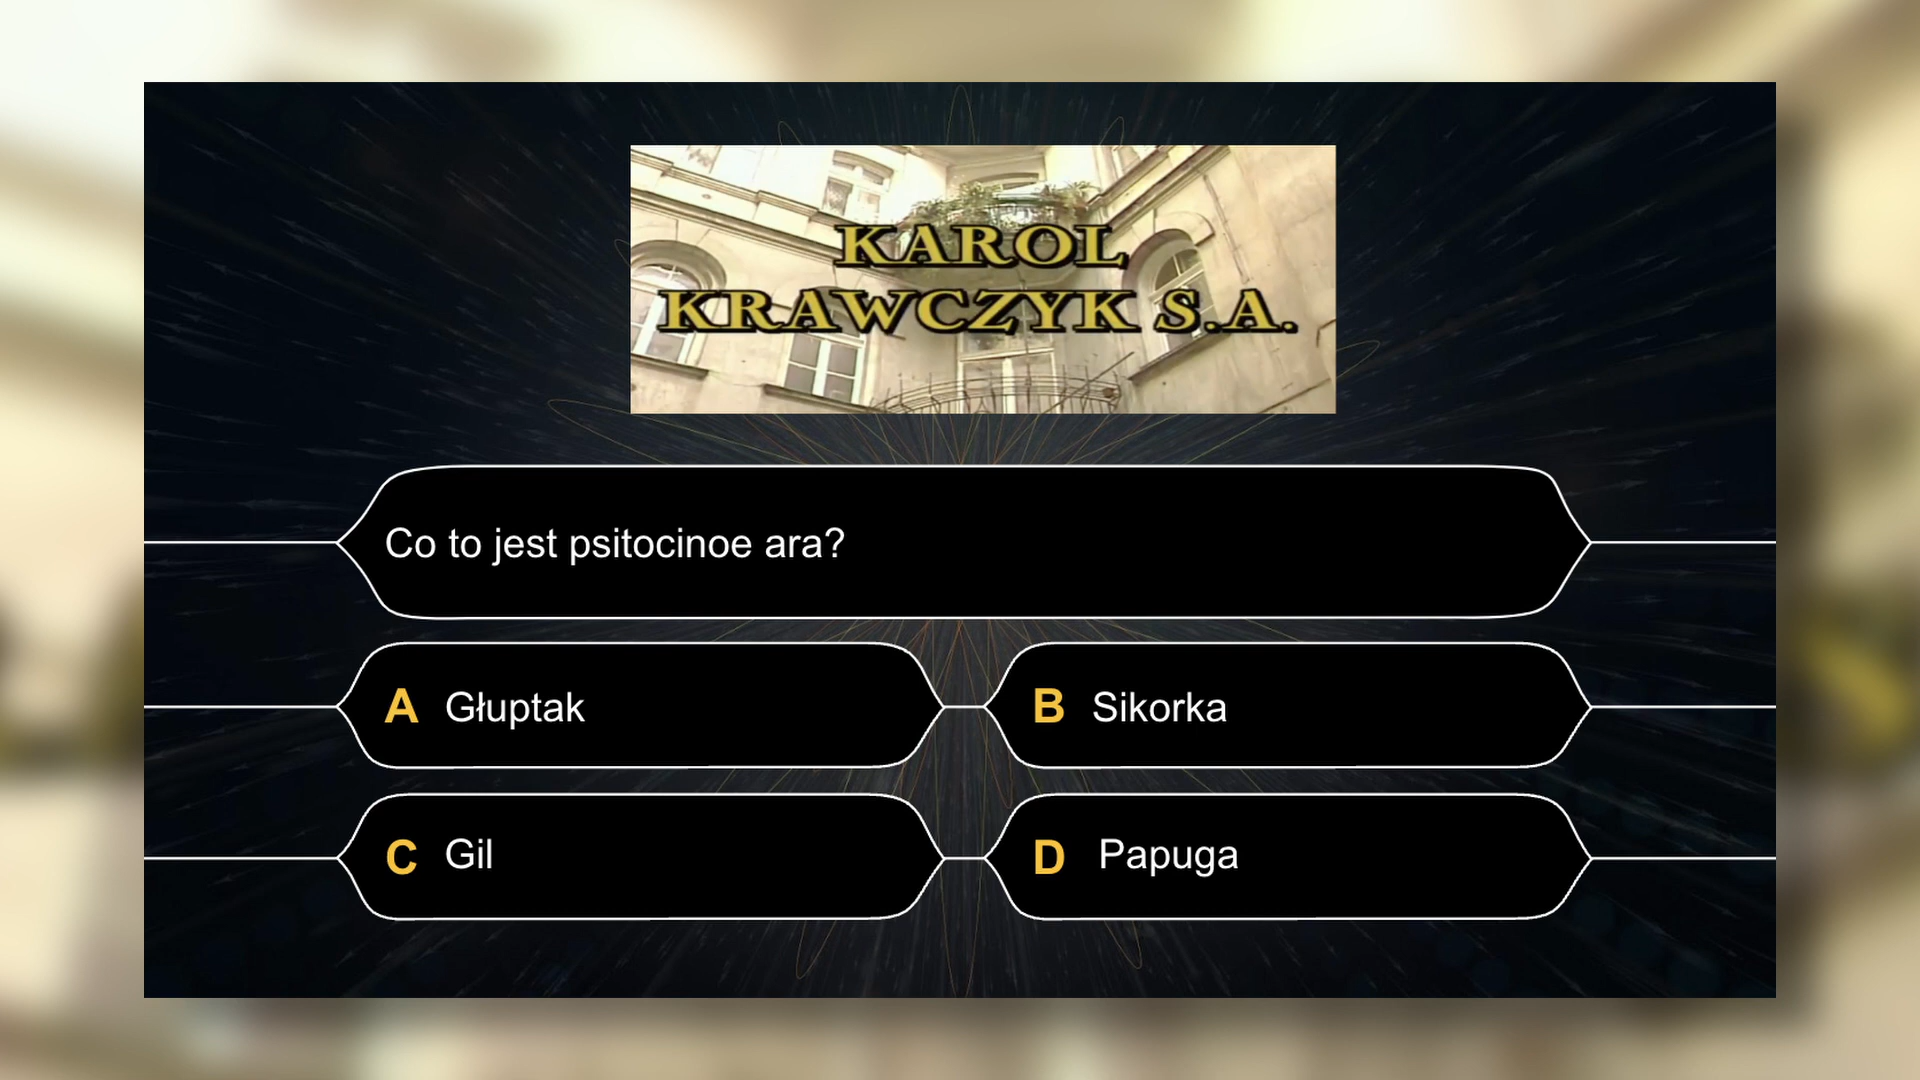 KAROL
KRAWCZYK S.A.
Co to jest psitocinoe ara?
A Głuptak
B Sikorka
C Gil
D Papuga